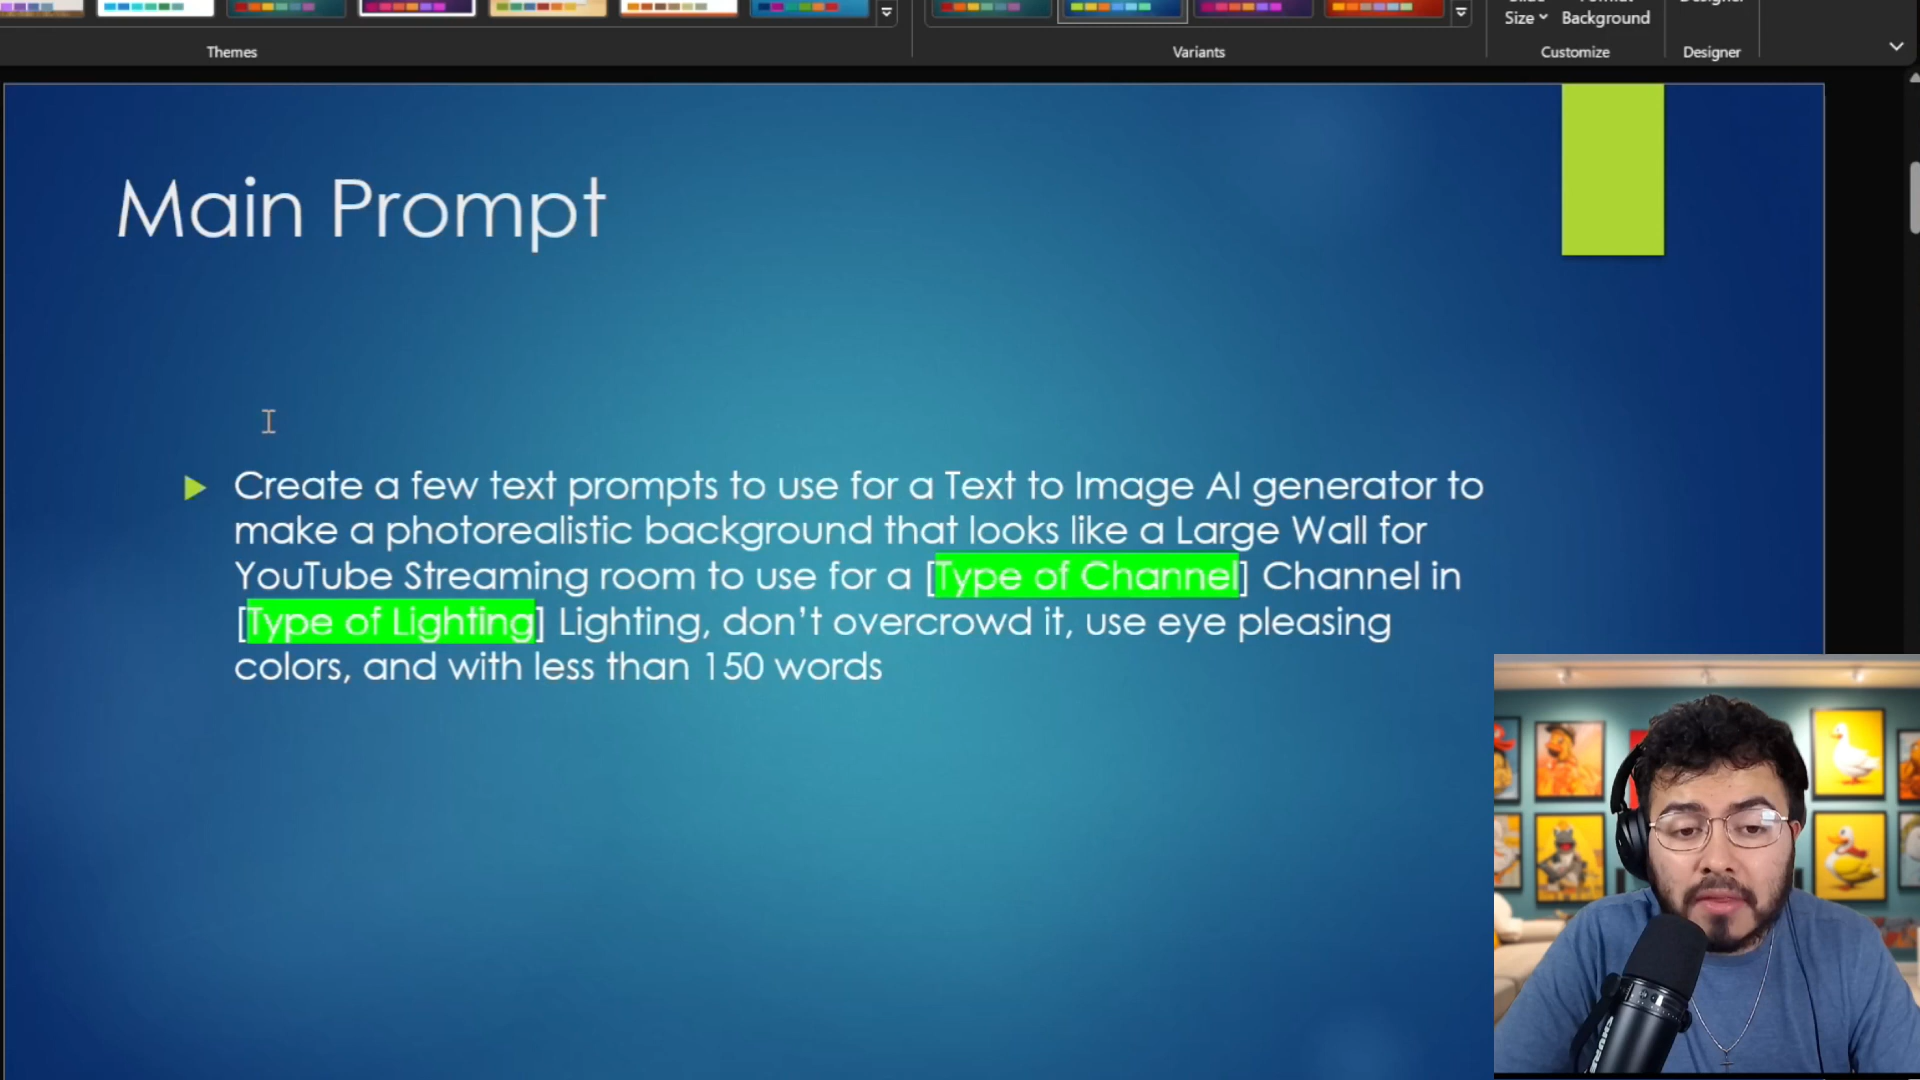 Size
Background
Themes
Variants
Customize
Designer
Main Prompt
Create a few text prompts to use for a Text to Image AI generator to
make a photorealistic background that looks like a Large Wall for
YouTube Streaming room to use for a [Type of Channel] Channel in
[Type of Lighting] Lighting, don’t overcrowd it, use eye pleasing
colors, and with less than 150 words